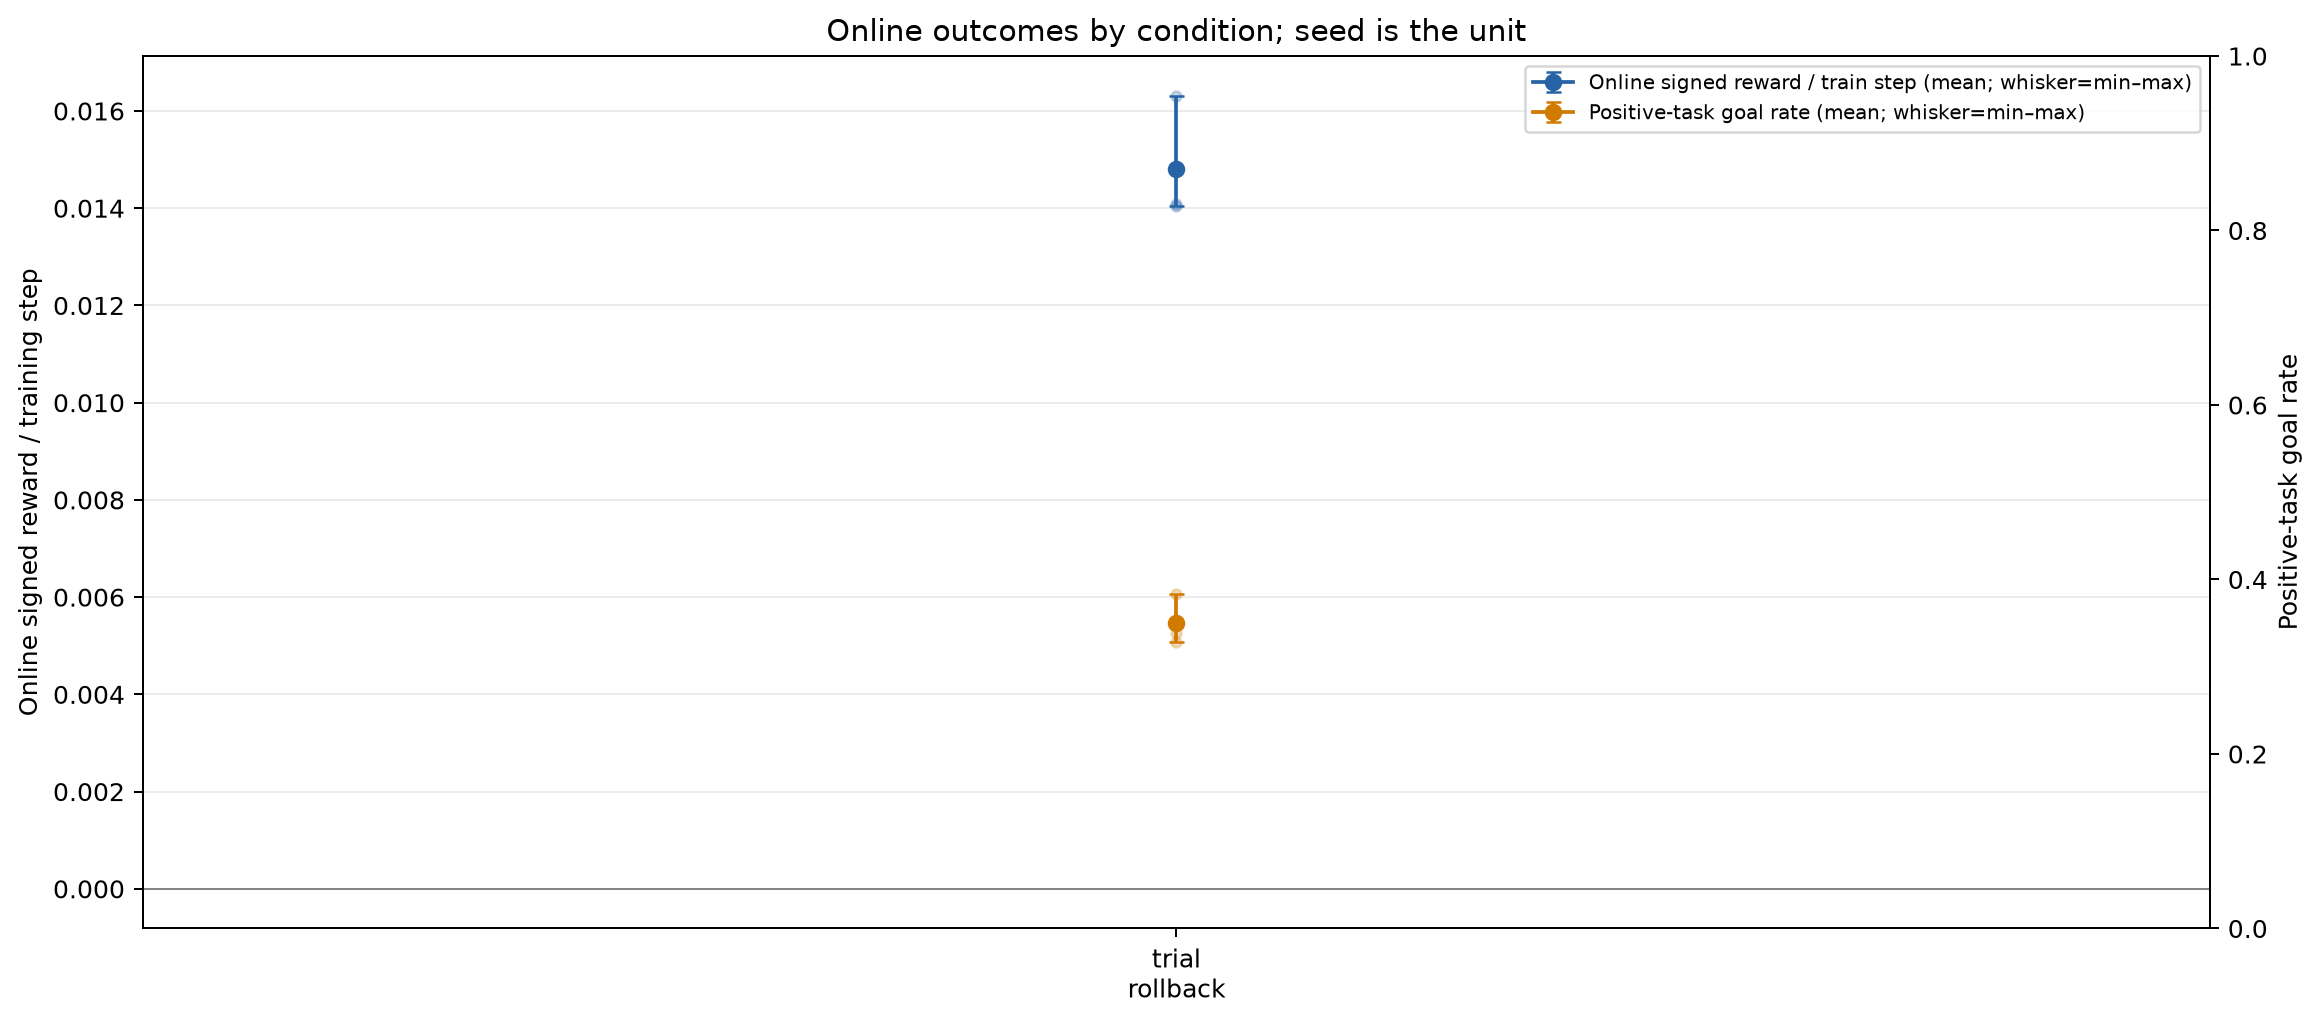 Online outcomes by condition; seed is the unit
Online signed reward / train step (mean; whisker=min–max)
Positive-task goal rate (mean; whisker=min–max)
Online signed reward / training step
0.016
0.014
0.012
0.010
0.008
0.006
0.004
0.002
0.000
1.0
0.8
0.6
0.4
0.2
0.0
Positive-task goal rate
trial
rollback